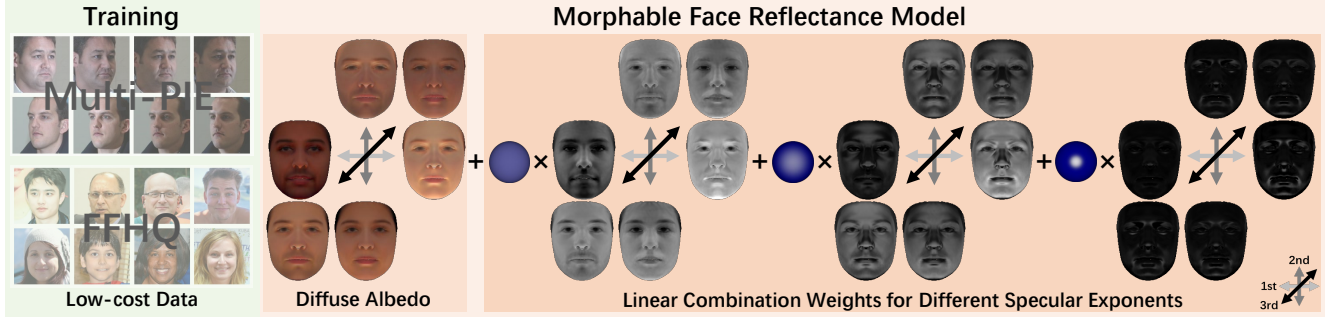 Training
Morphable Face Reflectance Model
Multi-PIE
FFHQ
+ × + × + ×
Low-cost Data
Diffuse Albedo
Linear Combination Weights for Different Specular Exponents
2nd
1st
3rd